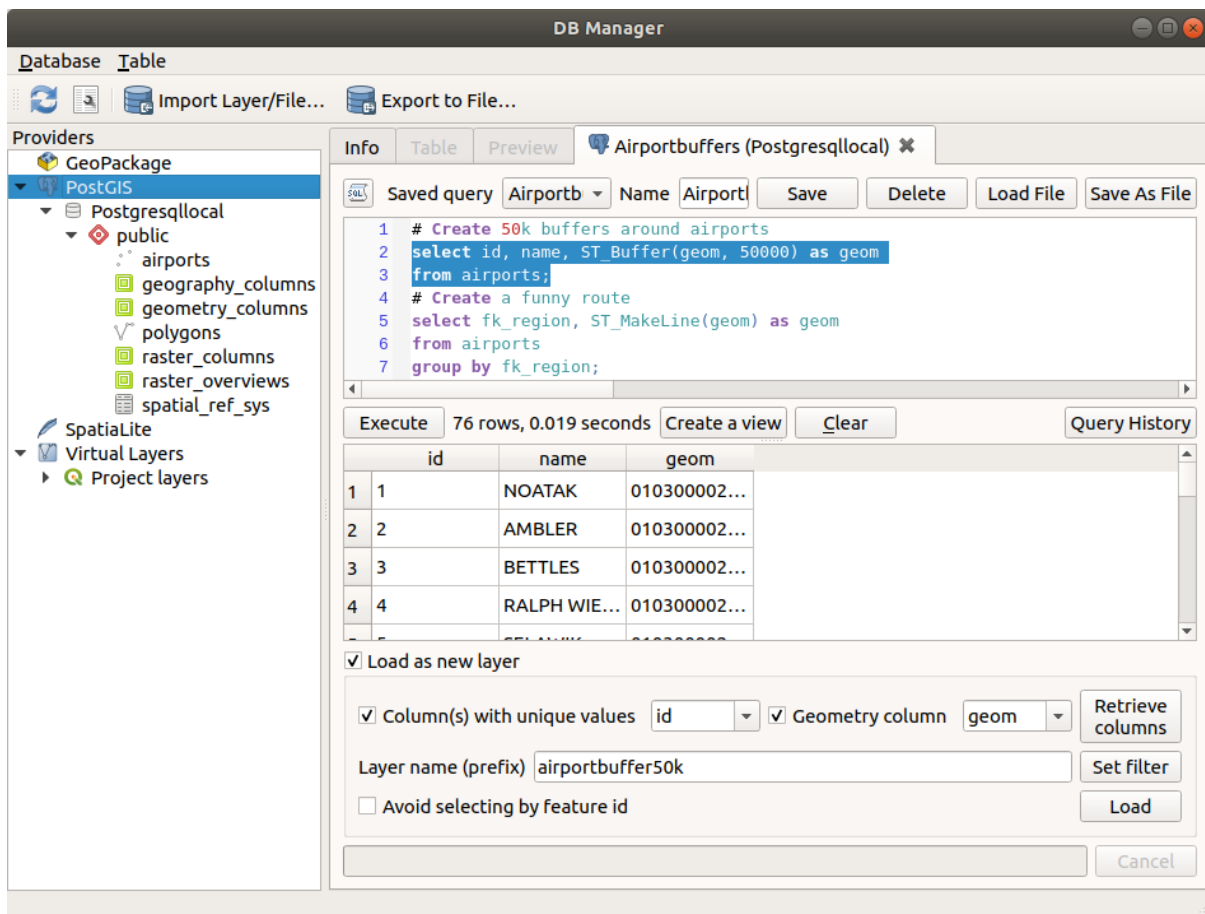 DB Manager
Database Table
Import Layer/File... Export to File...
Providers
GeoPackage
PostGIS
Postgresqllocal
public
airports
geography_columns
geometry_columns
polygons
raster_columns
raster_overviews
spatial_ref_sys
SpatiaLite
Virtual Layers
Project layers
Info Table Preview Airportbuffers (Postgresqllocal)
SQL Saved query Airportb Name Airportl Save Delete Load File Save As File
1 # Create 50k buffers around airports
2 select id, name, ST_Buffer(geom, 50000) as geom
3 from airports;
4 # Create a funny route
5 select fk_region, ST_MakeLine(geom) as geom
6 from airports
7 group by fk_region;
Execute 76 rows, 0.019 seconds Create a view Clear Query History
id name geom
1 1 NOATAK 010300002...
2 2 AMBLER 010300002...
3 3 BETTLES 010300002...
4 4 RALPH WIE... 010300002...
Load as new layer
Column(s) with unique values id Geometry column geom Retrieve columns
Layer name (prefix) airportbuffer50k Set filter
Avoid selecting by feature id Load
Cancel